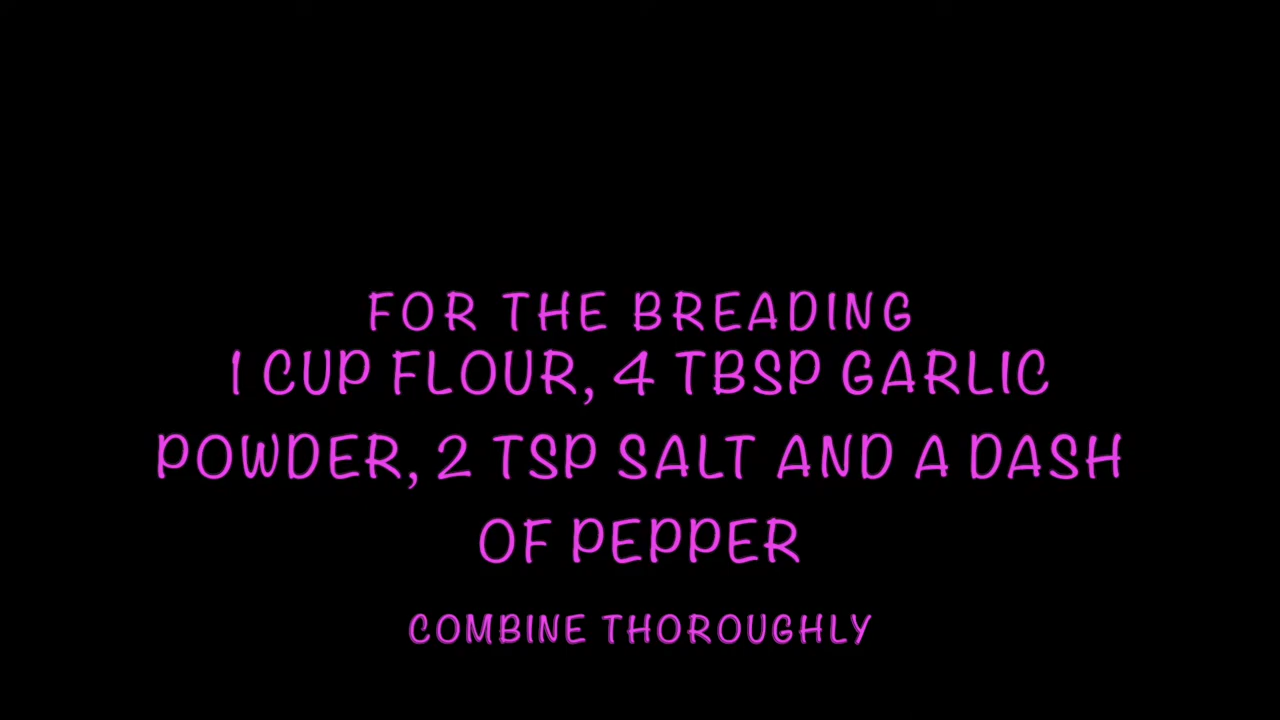 FOR THE BREADING
1 CUP FLOUR, 4 TBSP GARLIC
POWDER, 2 TSP SALT AND A DASH
OF PEPPER
COMBINE THOROUGHLY